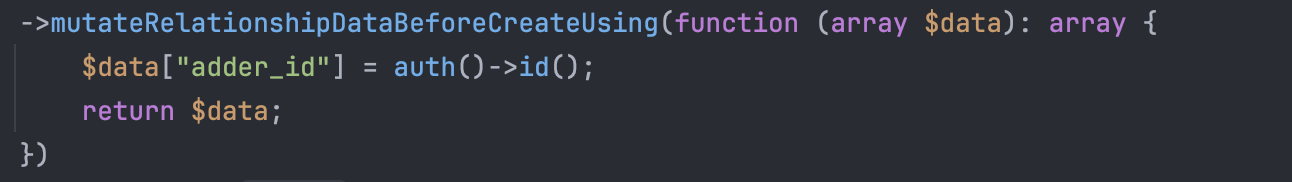 ->mutateRelationshipDataBeforeCreateUsing(function (array $data): array {
    $data["adder_id"] = auth()->id();
    return $data;
})